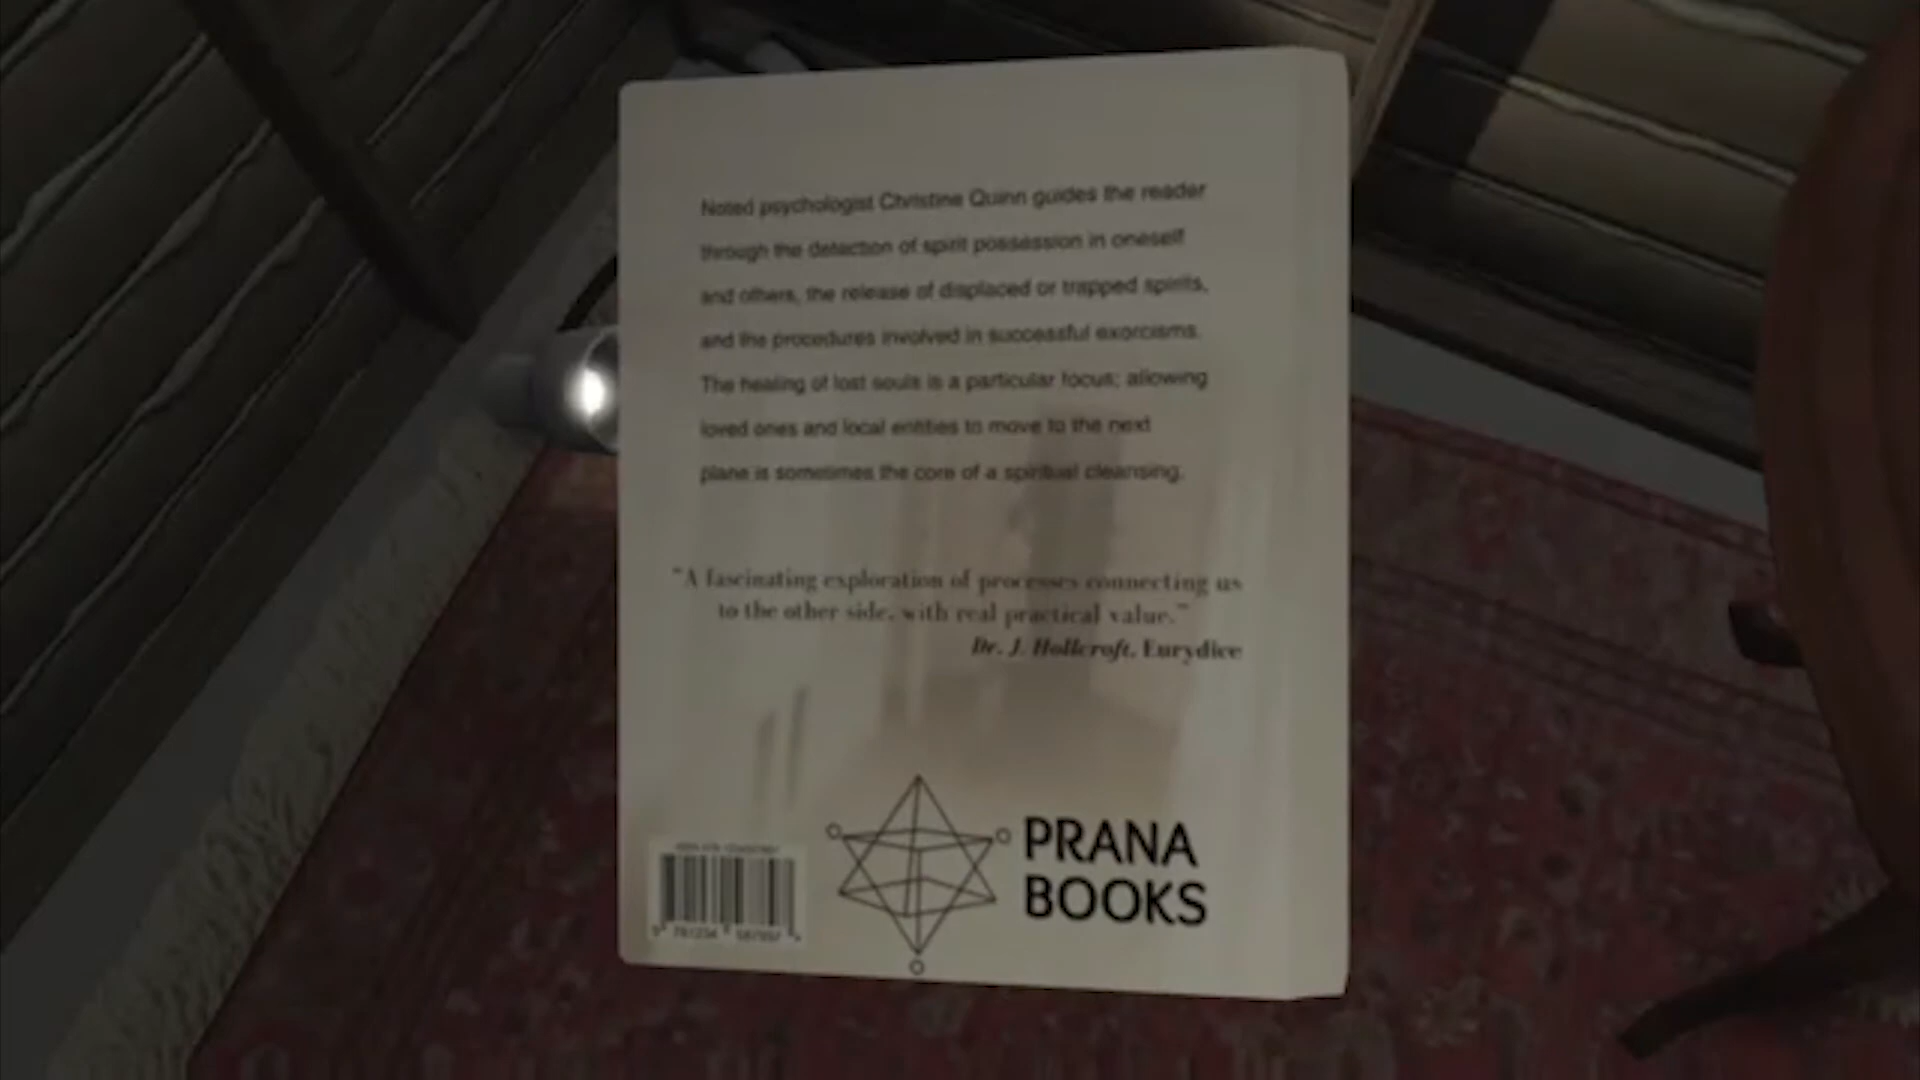 Noted psychologist Christine Quinn guides the reader
through the detection of spirit possession in oneself
and others, the release of displaced or trapped spirits,
and the procedures involved in successful exorcisms.
The healing of lost souls is a particular focus; allowing
loved ones and local entities to move to the next
plane is sometimes the core of a spiritual cleansing.
"A fascinating exploration of processes connecting us
to the other side, with real practical value."
Dr. J. Hollcroft, Eurydice
PRANA
BOOKS